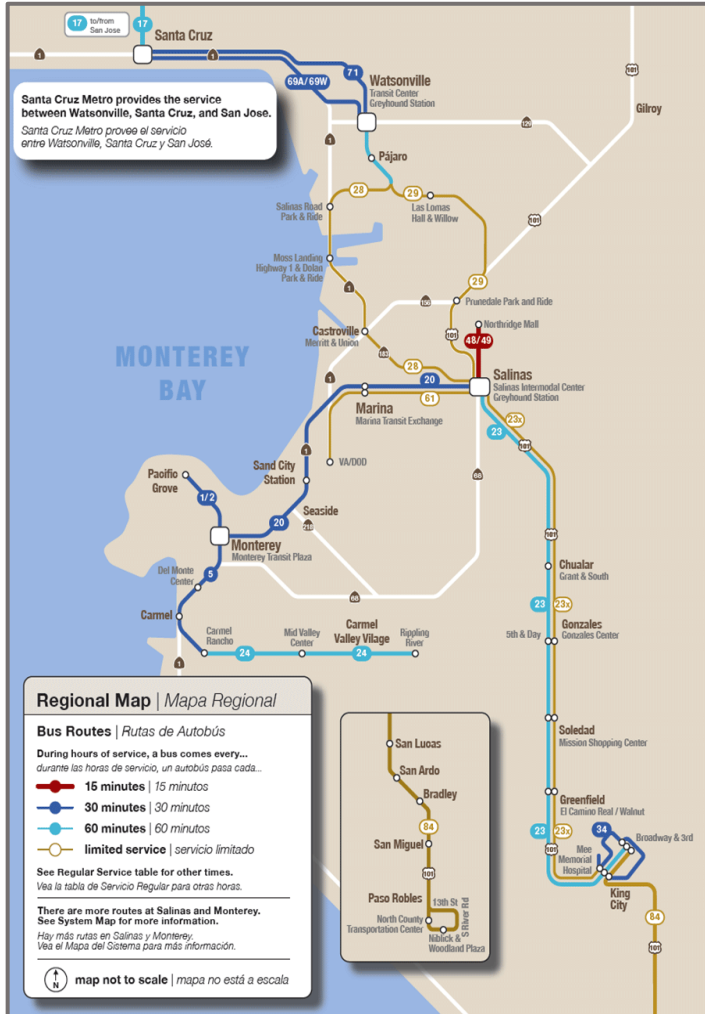 17
to/from
San Jose
17
Santa Cruz
1
1
71
69A/69W
Watsonville
Transit Center
Greyhound Station
101
Gilroy
129
Santa Cruz Metro provides the service
between Watsonville, Santa Cruz, and San Jose.
Santa Cruz Metro provee el servicio
entre Watsonville, Santa Cruz y San José.
1
Pájaro
28
29
Salinas Road
Park & Ride
Las Lomas
Hall & Willow
101
Moss Landing
Highway 1 & Dolan
Park & Ride
1
29
156
Prunedale Park and Ride
Castroville
Merritt & Union
101
Northridge Mall
48/49
183
MONTEREY
BAY
28
Salinas
Salinas Intermodal Center
Greyhound Station
1
20
61
Marina
Marina Transit Exchange
23x
23
101
1
VA/DOD
Sand City
Station
68
Pacific
Grove
1/2
Seaside
20
218
101
Monterey
Monterey Transit Plaza
Del Monte
Center
5
Chualar
Grant & South
68
23
23x
Carmel
Carmel
Rancho
Mid Valley
Center
Carmel
Valley Vilage
Rippling
River
24
24
1
5th & Day
Gonzales
Gonzales Center
Regional Map | Mapa Regional
Bus Routes | Rutas de Autobús
During hours of service, a bus comes every...
durante las horas de servicio, un autobús pasa cada...
15 minutes | 15 minutos
30 minutes | 30 minutos
60 minutes | 60 minutos
limited service | servicio limitado
See Regular Service table for other times.
Vea la tabla de Servicio Regular para otras horas.
There are more routes at Salinas and Monterey.
See System Map for more information.
Hay más rutas en Salinas y Monterey.
Vea el Mapa del Sistema para más información.
N
map not to scale | mapa no está a escala
San Lucas
San Ardo
Bradley
84
San Miguel
101
Paso Robles
13th St
S River Rd
North County
Transportation Center
Niblick &
Woodland Plaza
Soledad
Mission Shopping Center
Greenfield
El Camino Real / Walnut
23
23x
101
34
Broadway & 3rd
Mee
Memorial
Hospital
King
City
84
101